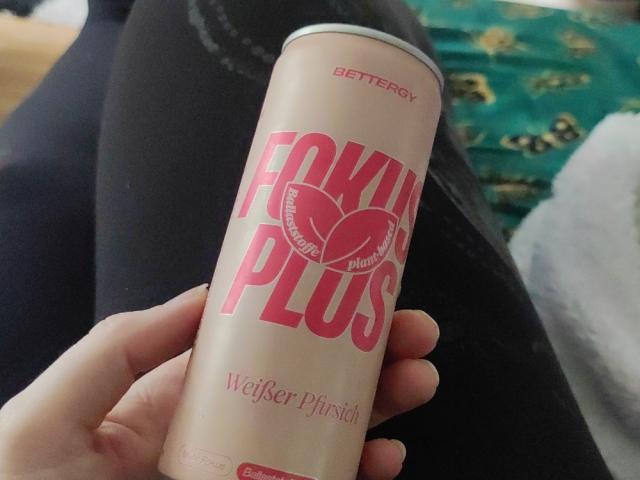 BETTERGY
FOKUS
Ballaststoffe plant-based
PLUS
Weißer Pfirsich